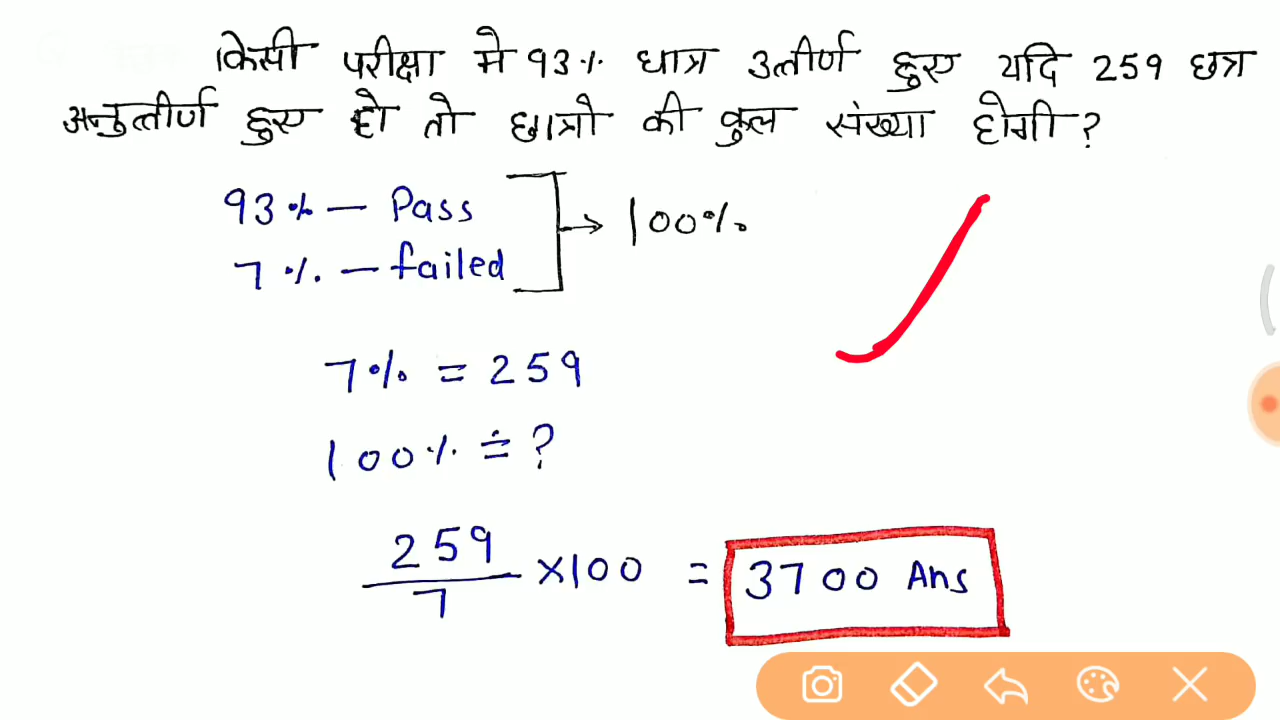 किसी परीक्षा मे 93% धात्र उत्तीर्ण हुए यदि 259 छत्र
अनुत्तीर्ण हुए हो तो छात्रो की कुल संख्या होगी?
93% — Pass
7% — failed
→ 100%
7% = 259
100% = ?
259/7 ×100 = 3700 Ans